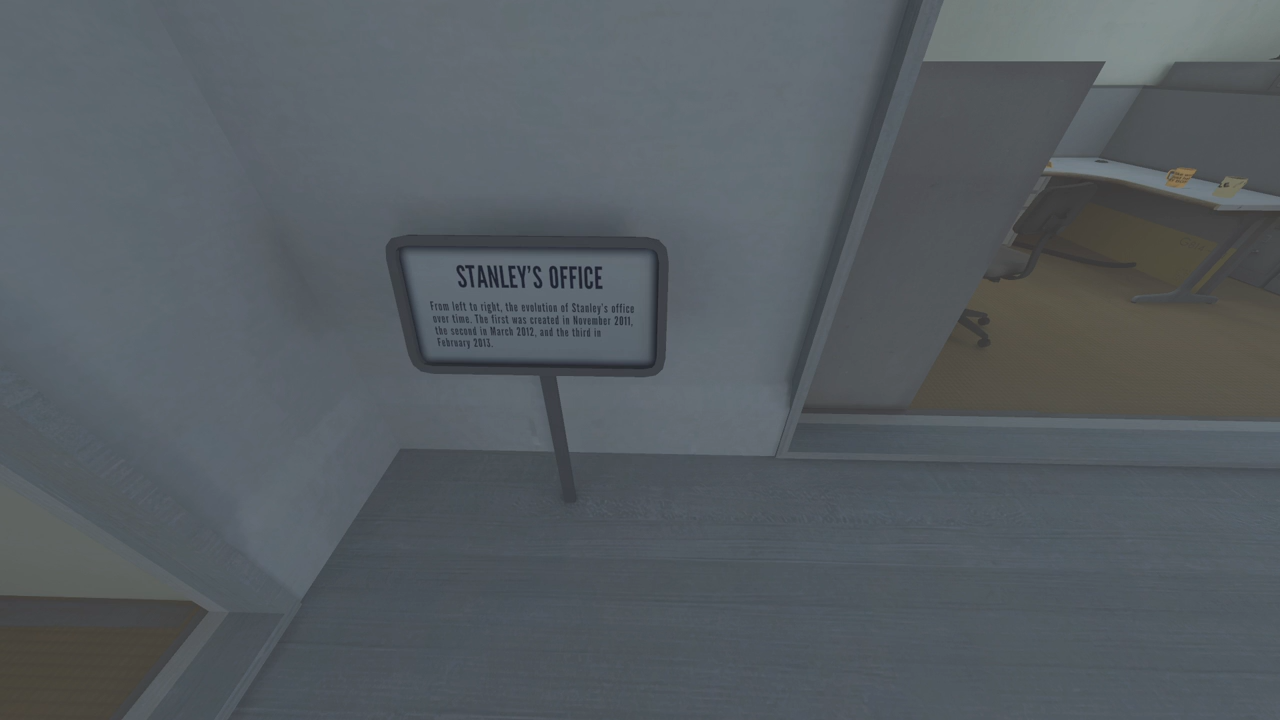 STANLEY'S OFFICE
From left to right, the evolution of Stanley's office
over time. The first was created in November 2011,
the second in March 2012, and the third in
February 2013.